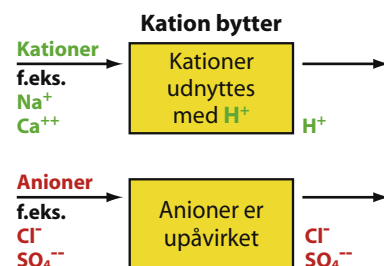 Kation bytter
Kationer
f.eks.
Na⁺
Ca⁺⁺
Kationer
udnyttes
med H⁺
H⁺
Anioner
f.eks.
Cl⁻
SO₄⁻⁻
Anioner er
upåvirket
Cl⁻
SO₄⁻⁻